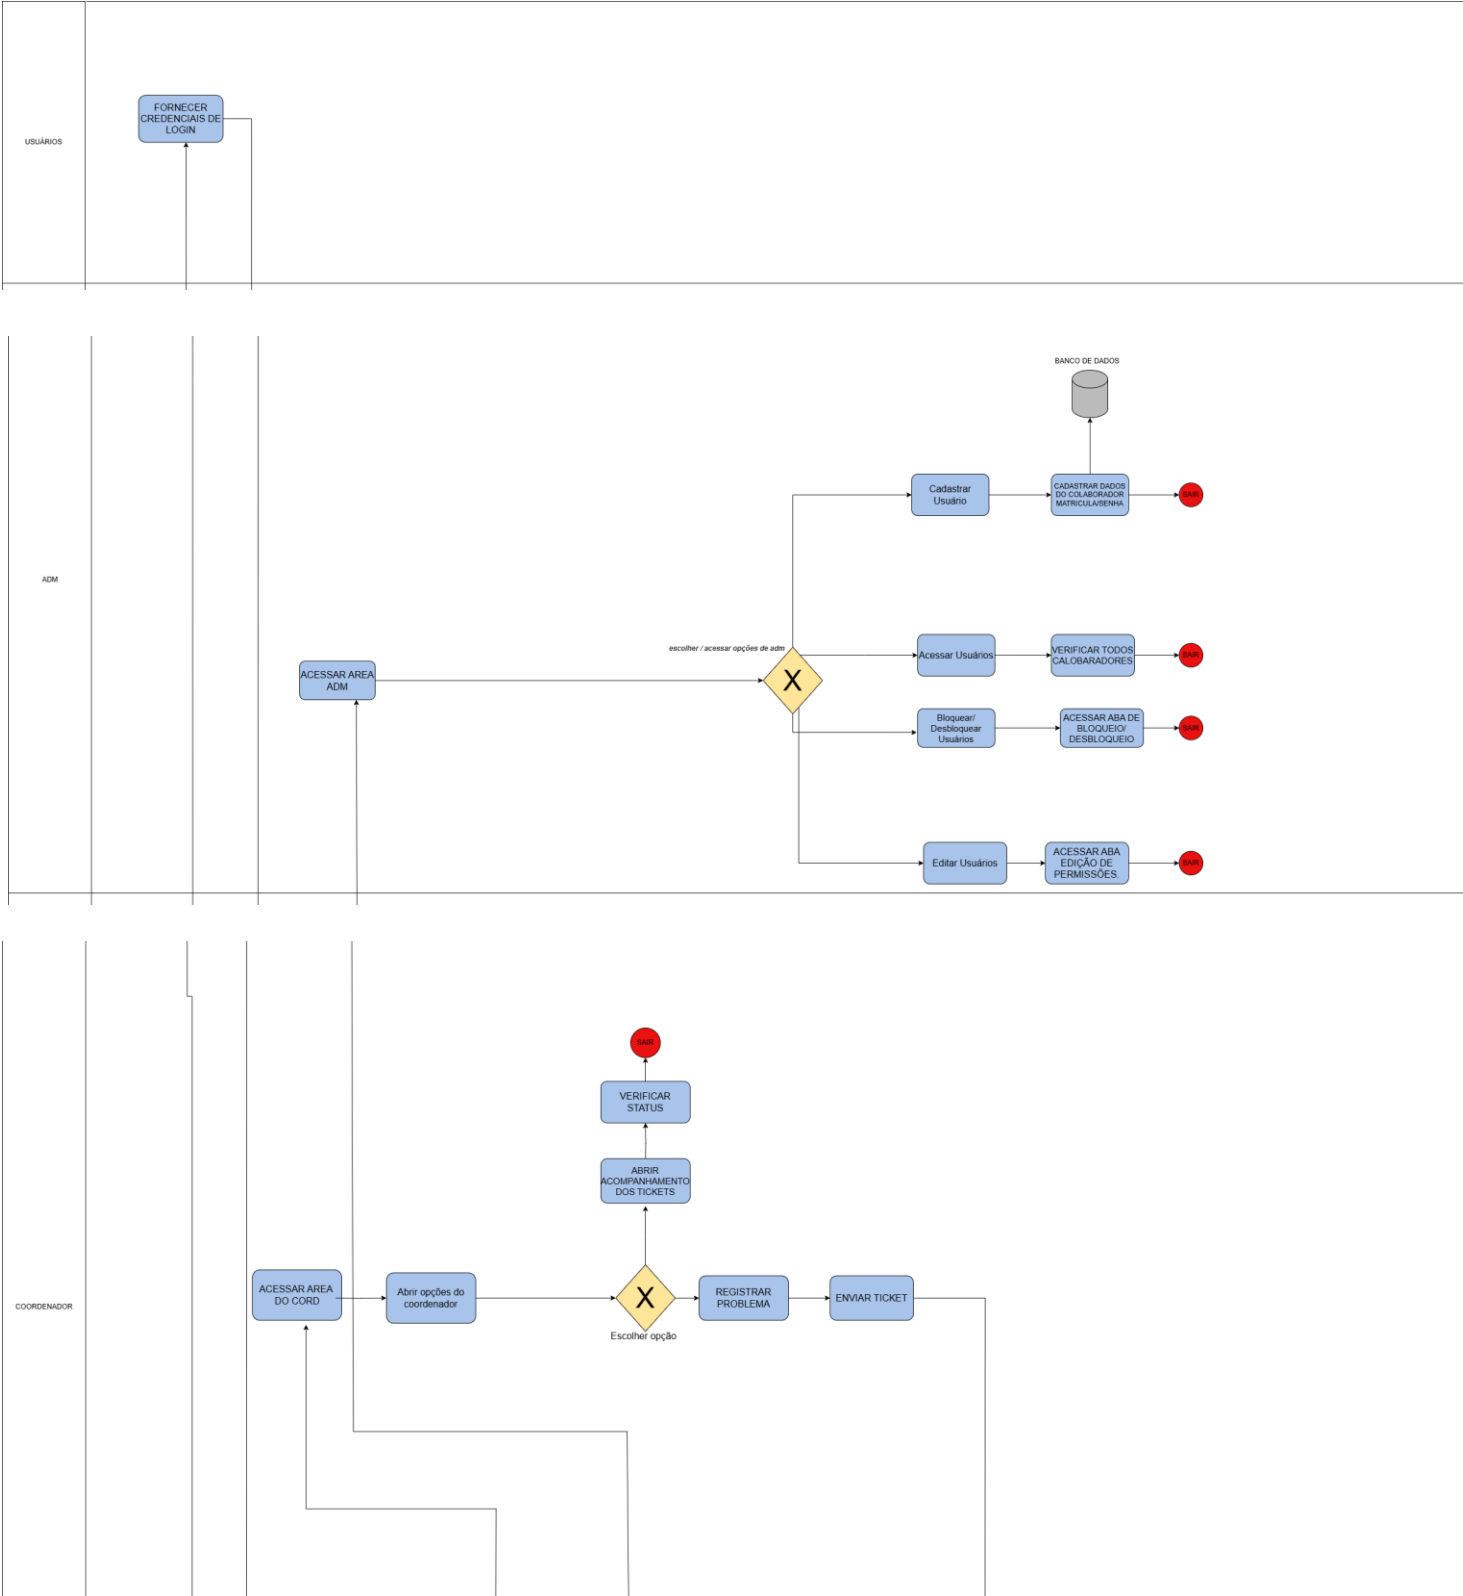 FORNECER
CREDENCIAIS DE
LOGIN
USUÁRIOS
BANCO DE DADOS
Cadastrar
Usuário
CADASTRAR DADOS
DO COLABORADOR
MATRICULA/SENHA
SAIR
ADM
escolher / acessar opções de adm
Acessar Usuários
VERIFICAR TODOS
CALOBARADORES
SAIR
ACESSAR AREA
ADM
X
Bloquear/
Desbloquear
Usuários
ACESSAR ABA DE
BLOQUEIO/
DESBLOQUEIO
SAIR
Editar Usuários
ACESSAR ABA
EDIÇÃO DE
PERMISSÕES
SAIR
SAIR
VERIFICAR
STATUS
ABRIR
ACOMPANHAMENTO
DOS TICKETS
COORDENADOR
ACESSAR AREA
DO CORD
Abrir opções do
coordenador
X
Escolher opção
REGISTRAR
PROBLEMA
ENVIAR TICKET